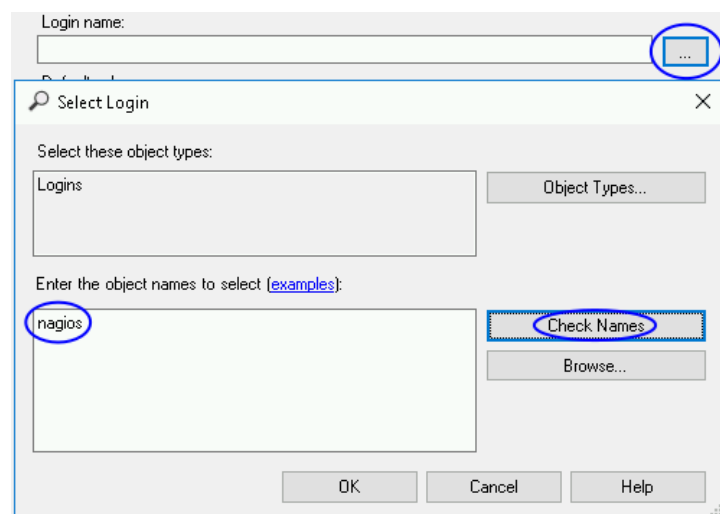 Login name:
...
Select Login
Select these object types:
Logins
Object Types...
Enter the object names to select (examples):
nagios
Check Names
Browse...
OK
Cancel
Help